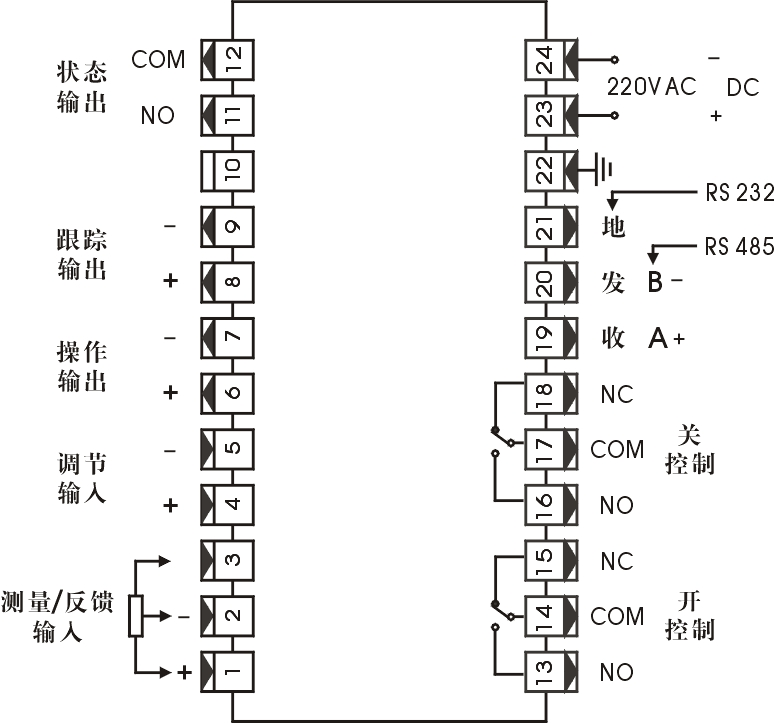 状态
输出
COM 12
NO 11
10
跟踪
输出
− 9
+ 8
操作
输出
− 7
+ 6
调节
输入
− 5
+ 4
测量/反馈
输入
3
− 2
+ 1
24 −
220V AC DC
23 +
22
RS 232
21 地
RS 485
20 发 B −
19 收 A +
18 NC
17 COM
关
控制
16 NO
15 NC
14 COM
开
控制
13 NO